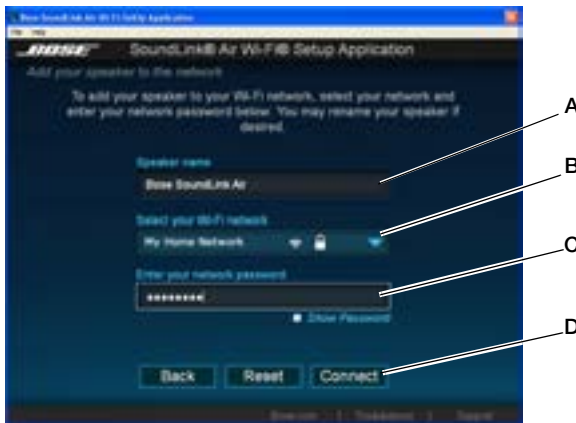 Bose SoundLink Air Wi-Fi Setup Application
File Help
BOSE SoundLink® Air Wi-Fi® Setup Application
Add your speaker to the network
To add your speaker to your Wi-Fi network, select your network and
enter your network password below. You may rename your speaker if
desired.
A
Speaker name
Bose SoundLink Air
B
Select your Wi-Fi network
My Home Network
C
Enter your network password
********
Show Password
D
Back Reset Connect
Bose.com | Troubleshoot | Support